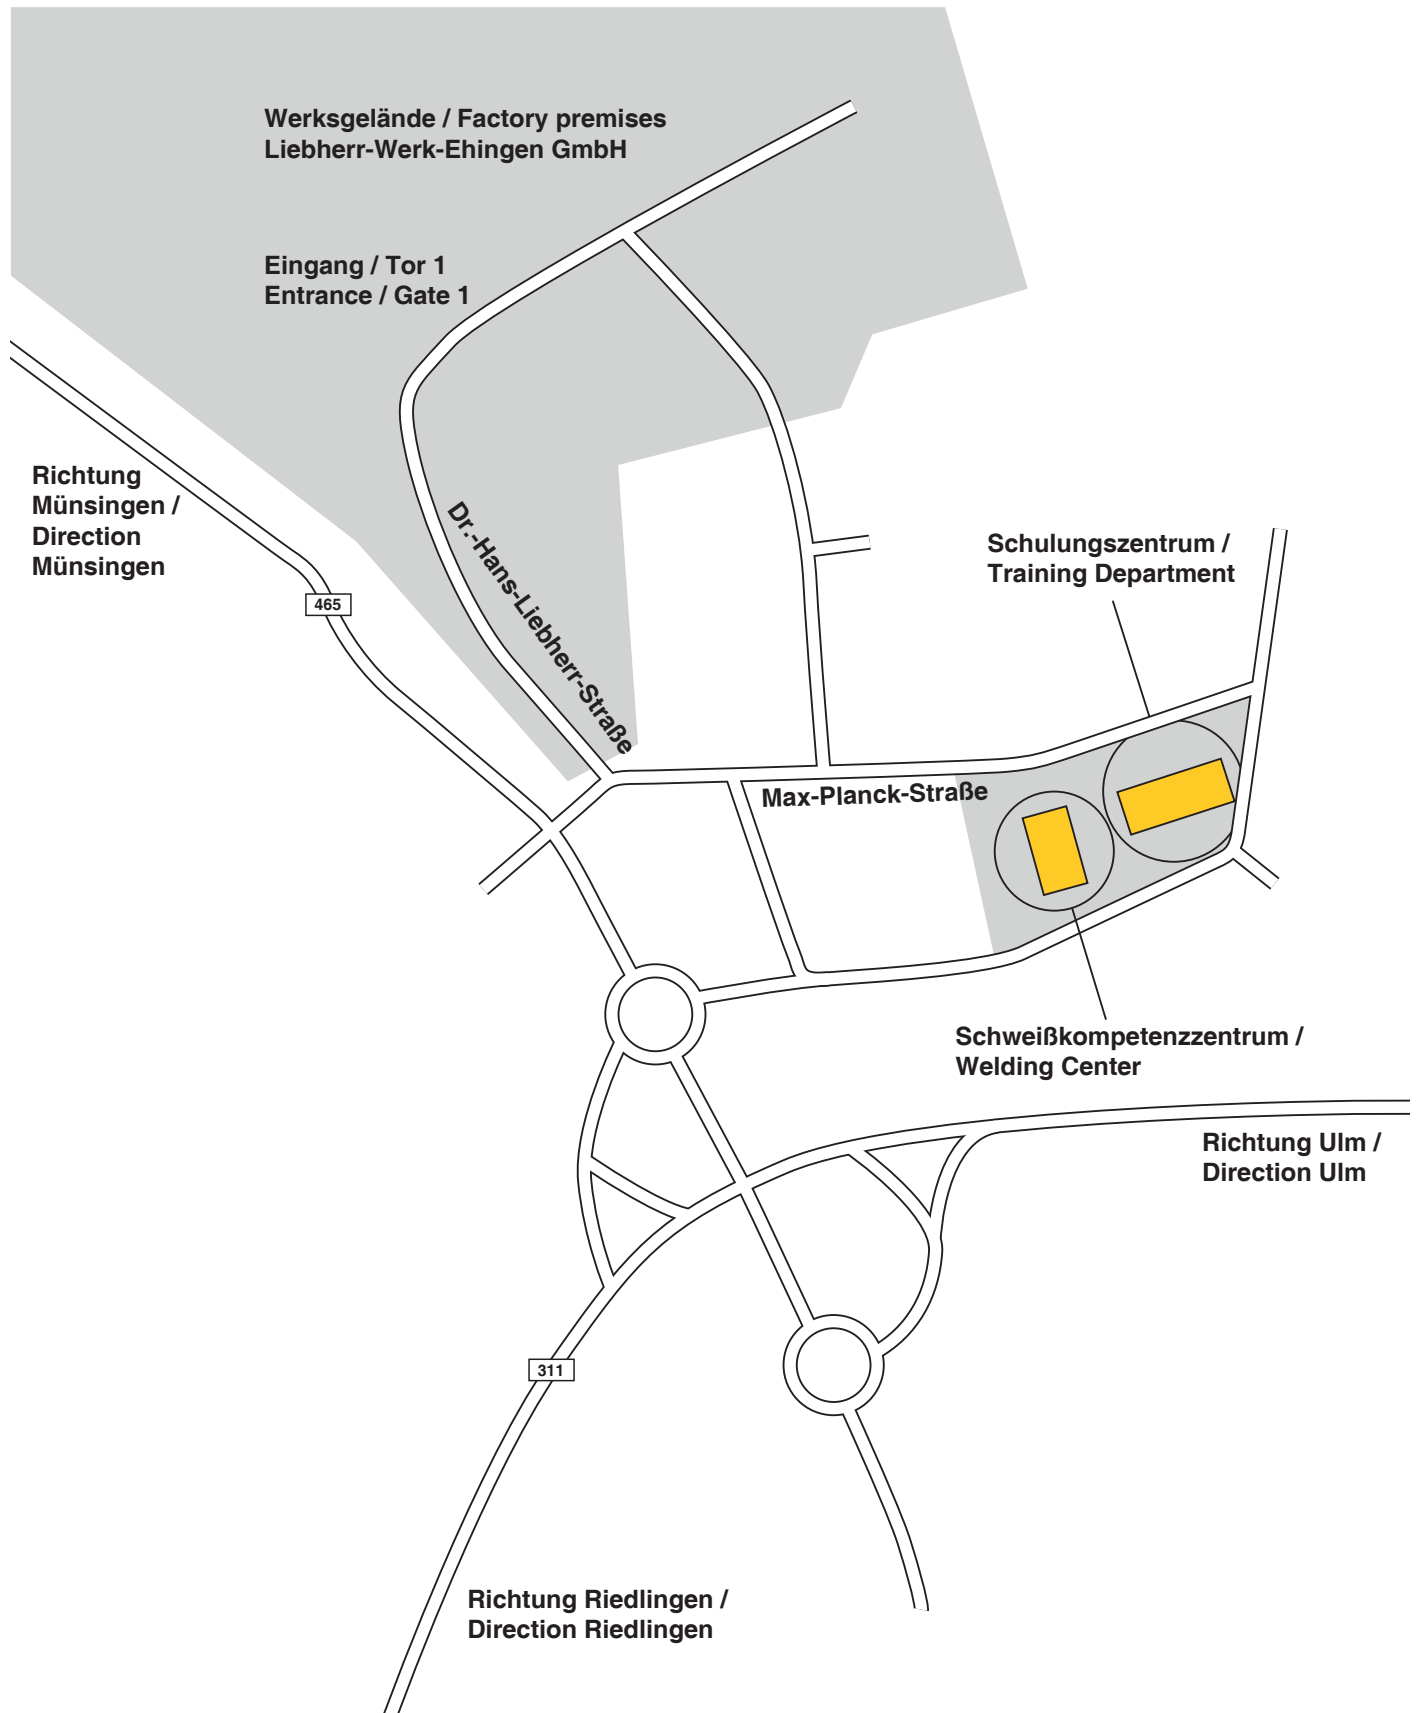 Werksgelände / Factory premises
Liebherr-Werk-Ehingen GmbH
Eingang / Tor 1
Entrance / Gate 1
Richtung
Münsingen /
Direction
Münsingen
465
Dr.-Hans-Liebherr-Straße
Schulungszentrum /
Training Department
Max-Planck-Straße
Schweißkompetenzzentrum /
Welding Center
Richtung Ulm /
Direction Ulm
311
Richtung Riedlingen /
Direction Riedlingen